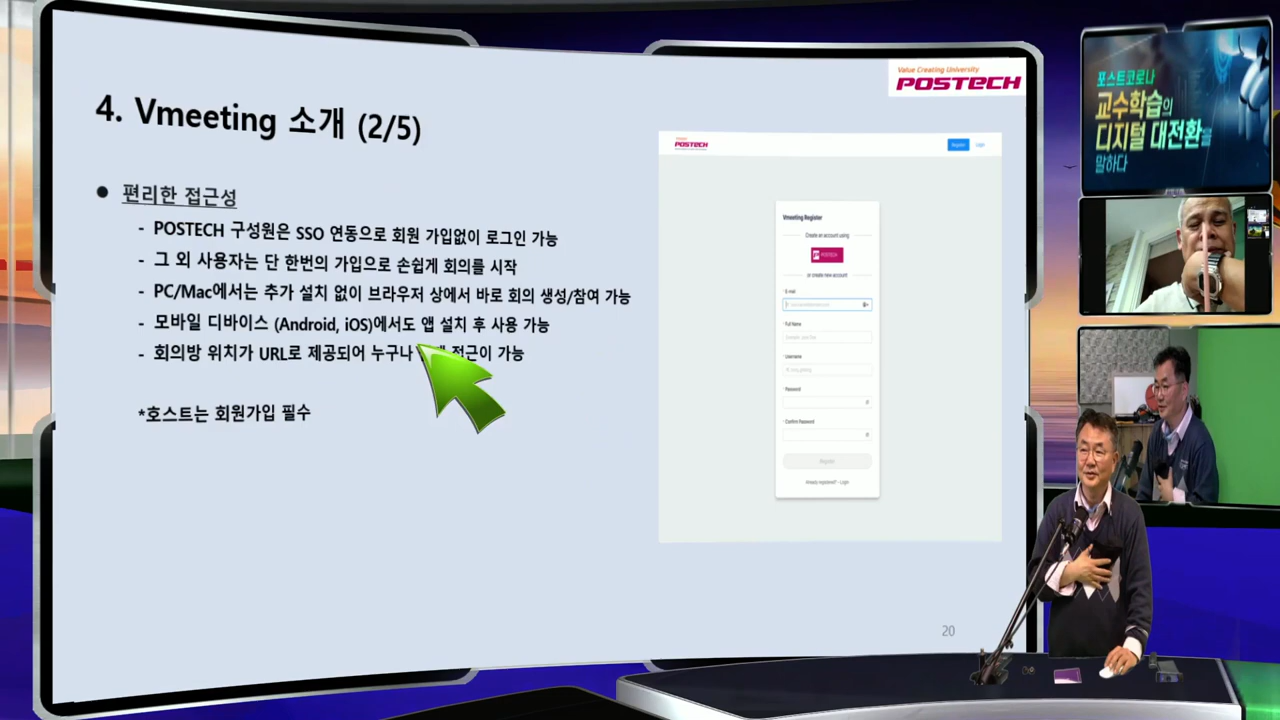 Value Creating University
POSTECH
4. Vmeeting 소개 (2/5)
편리한 접근성
- POSTECH 구성원은 SSO 연동으로 회원 가입없이 로그인 가능
- 그 외 사용자는 단 한번의 가입으로 손쉽게 회의를 시작
- PC/Mac에서는 추가 설치 없이 브라우저 상에서 바로 회의 생성/참여 가능
- 모바일 디바이스 (Android, iOS)에서도 앱 설치 후 사용 가능
- 회의방 위치가 URL로 제공되어 누구나 접근이 가능
*호스트는 회원가입 필수
POSTECH
Register
Login
Vmeeting Register
Create an account using
POSTECH
or create new account
* E-mail
* Full Name
* Username
* Password
* Confirm Password
Register
Already registered? - Login
20
포스트코로나
교수학습의
디지털 대전환을
말하다